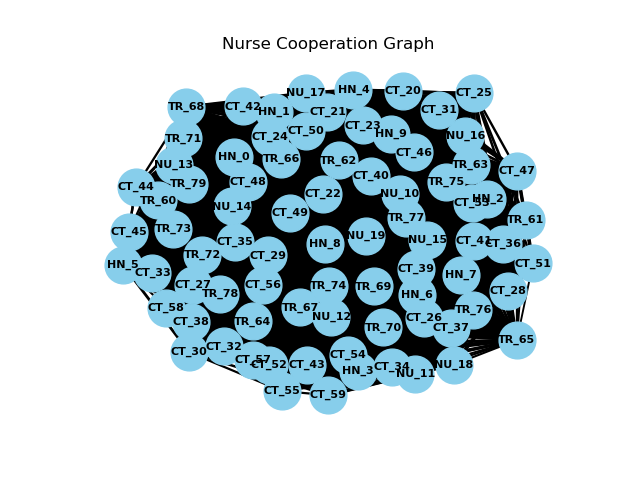 Nurse Cooperation Graph
NU_17
HN_4
CT_20
CT_25
TR_68
CT_42
HN_1
CT_21
CT_31
CT_23
CT_50
HN_9
NU_16
TR_71
CT_24
CT_46
HN_0
TR_66
TR_62
TR_63
NU_13
CT_47
CT_40
CT_48
TR_75
TR_79
CT_44
CT_22
NU_10
HN_2
TR_60
CT_53
NU_14
CT_49
TR_77
TR_61
TR_73
CT_45
NU_19
NU_15
CT_35
CT_41
HN_8
CT_36
TR_72
CT_29
HN_5
CT_51
CT_39
CT_33
HN_7
CT_27
CT_56
TR_74
TR_69
CT_28
TR_78
HN_6
CT_58
TR_67
TR_76
NU_12
CT_26
CT_38
TR_64
TR_70
CT_37
TR_65
CT_32
CT_30
CT_54
CT_57
CT_52
CT_43
NU_18
CT_34
HN_3
NU_11
CT_55
CT_59